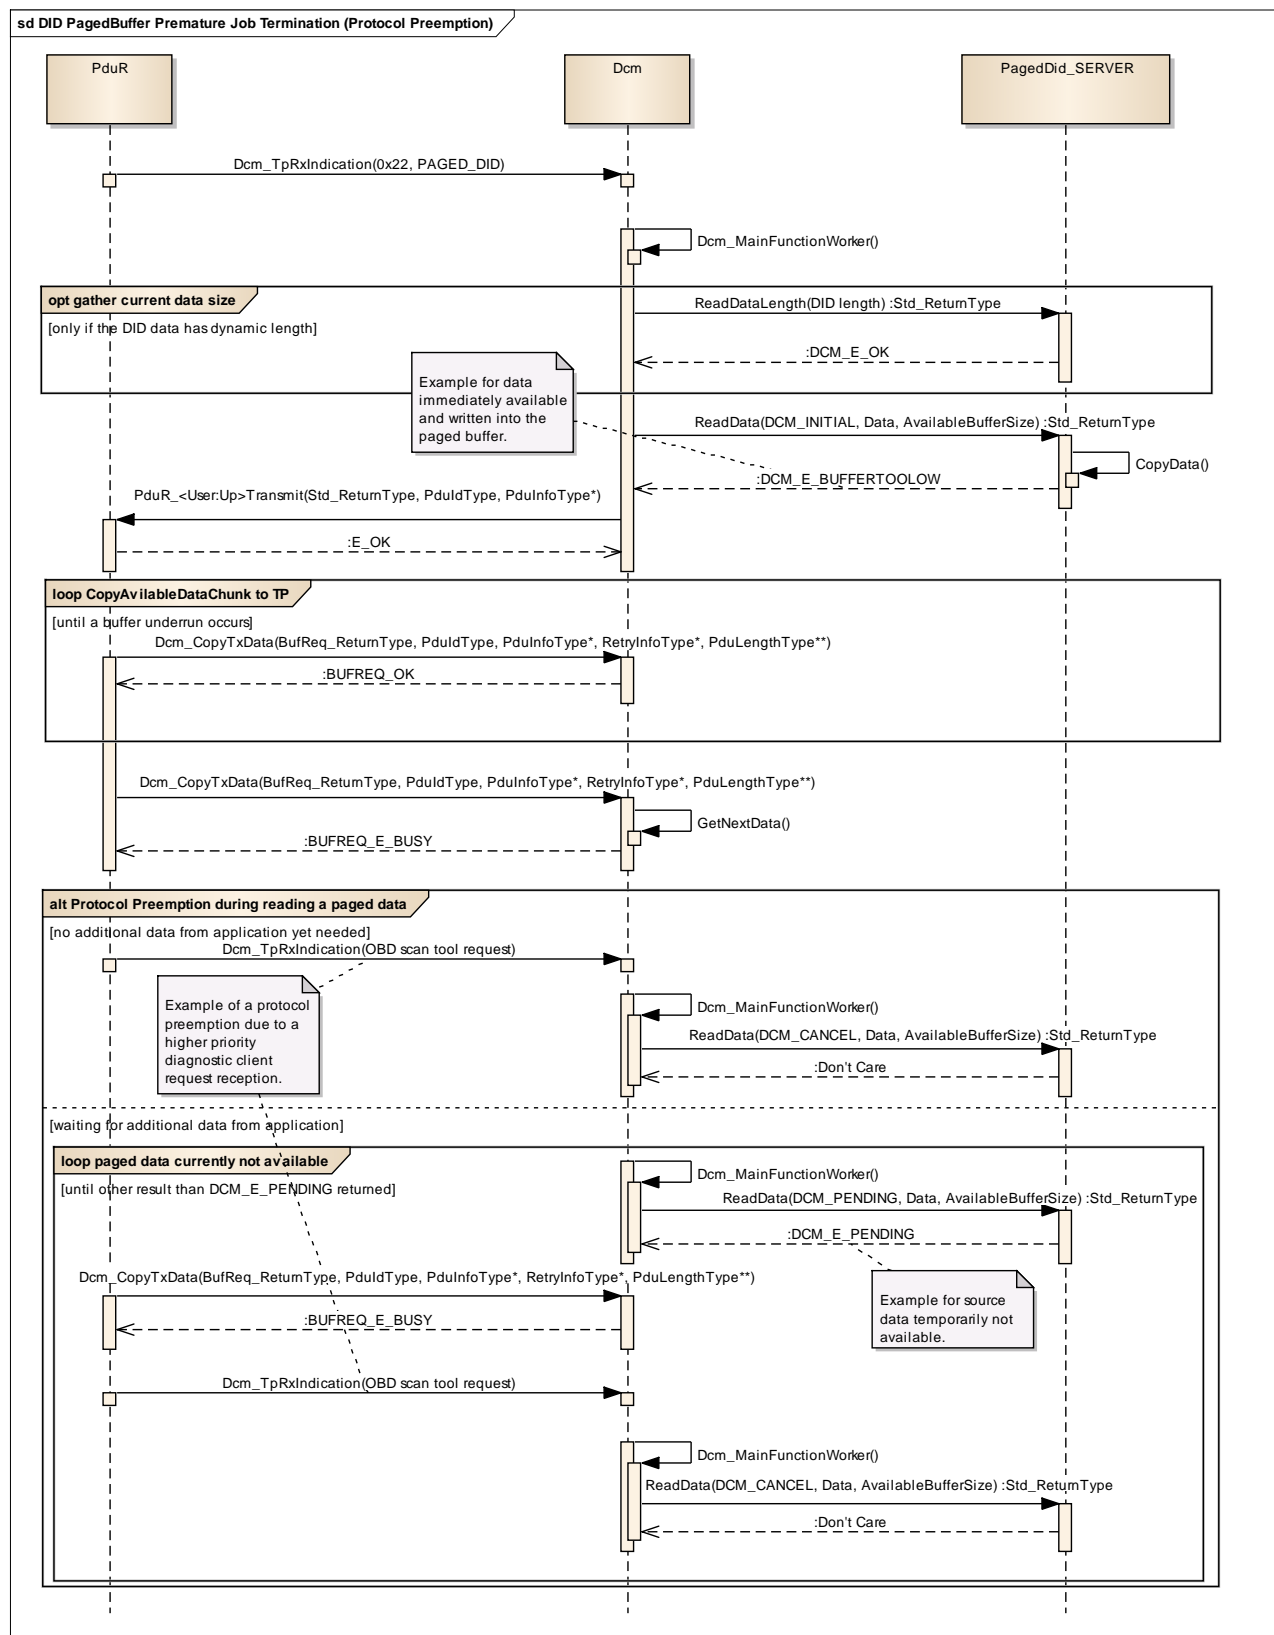 sd DID PagedBuffer Premature Job Termination (Protocol Preemption)
PduR
Dcm
PagedDid_SERVER
Dcm_TpRxIndication(0x22, PAGED_DID)
Dcm_MainFunctionWorker()
opt gather current data size
[only if the DID data has dynamic length]
ReadDataLength(DID length) :Std_ReturnType
:DCM_E_OK
Example for data
immediately available
and written into the
paged buffer.
ReadData(DCM_INITIAL, Data, AvailableBufferSize) :Std_ReturnType
CopyData()
:DCM_E_BUFFERTOOLOW
PduR_<User:Up>Transmit(Std_ReturnType, PduIdType, PduInfoType*)
:E_OK
loop CopyAvilableDataChunk to TP
[until a buffer underrun occurs]
Dcm_CopyTxData(BufReq_ReturnType, PduIdType, PduInfoType*, RetryInfoType*, PduLengthType**)
:BUFREQ_OK
Dcm_CopyTxData(BufReq_ReturnType, PduIdType, PduInfoType*, RetryInfoType*, PduLengthType**)
GetNextData()
:BUFREQ_E_BUSY
alt Protocol Preemption during reading a paged data
[no additional data from application yet needed]
Dcm_TpRxIndication(OBD scan tool request)
Example of a protocol
preemption due to a
higher priority
diagnostic client
request reception.
Dcm_MainFunctionWorker()
ReadData(DCM_CANCEL, Data, AvailableBufferSize) :Std_ReturnType
:Don't Care
[waiting for additional data from application]
loop paged data currently not available
[until other result than DCM_E_PENDING returned]
Dcm_MainFunctionWorker()
ReadData(DCM_PENDING, Data, AvailableBufferSize) :Std_ReturnType
:DCM_E_PENDING
Dcm_CopyTxData(BufReq_ReturnType, PduIdType, PduInfoType*, RetryInfoType*, PduLengthType**)
Example for source
data temporarily not
available.
:BUFREQ_E_BUSY
Dcm_TpRxIndication(OBD scan tool request)
Dcm_MainFunctionWorker()
ReadData(DCM_CANCEL, Data, AvailableBufferSize) :Std_ReturnType
:Don't Care